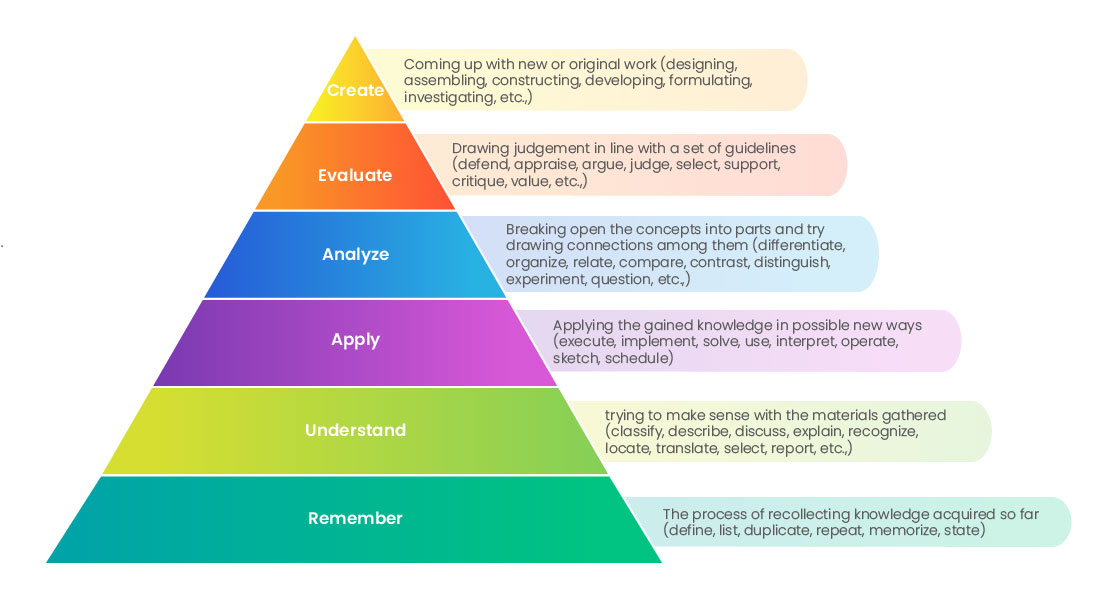 Create
Coming up with new or original work (designing,
assembling, constructing, developing, formulating,
investigating, etc.,)
Evaluate
Drawing judgement in line with a set of guidelines
(defend, appraise, argue, judge, select, support,
critique, value, etc.,)
Analyze
Breaking open the concepts into parts and try
drawing connections among them (differentiate,
organize, relate, compare, contrast, distinguish,
experiment, question, etc.,)
Apply
Applying the gained knowledge in possible new ways
(execute, implement, solve, use, interpret, operate,
sketch, schedule)
Understand
trying to make sense with the materials gathered
(classify, describe, discuss, explain, recognize,
locate, translate, select, report, etc.,)
Remember
The process of recollecting knowledge acquired so far
(define, list, duplicate, repeat, memorize, state)